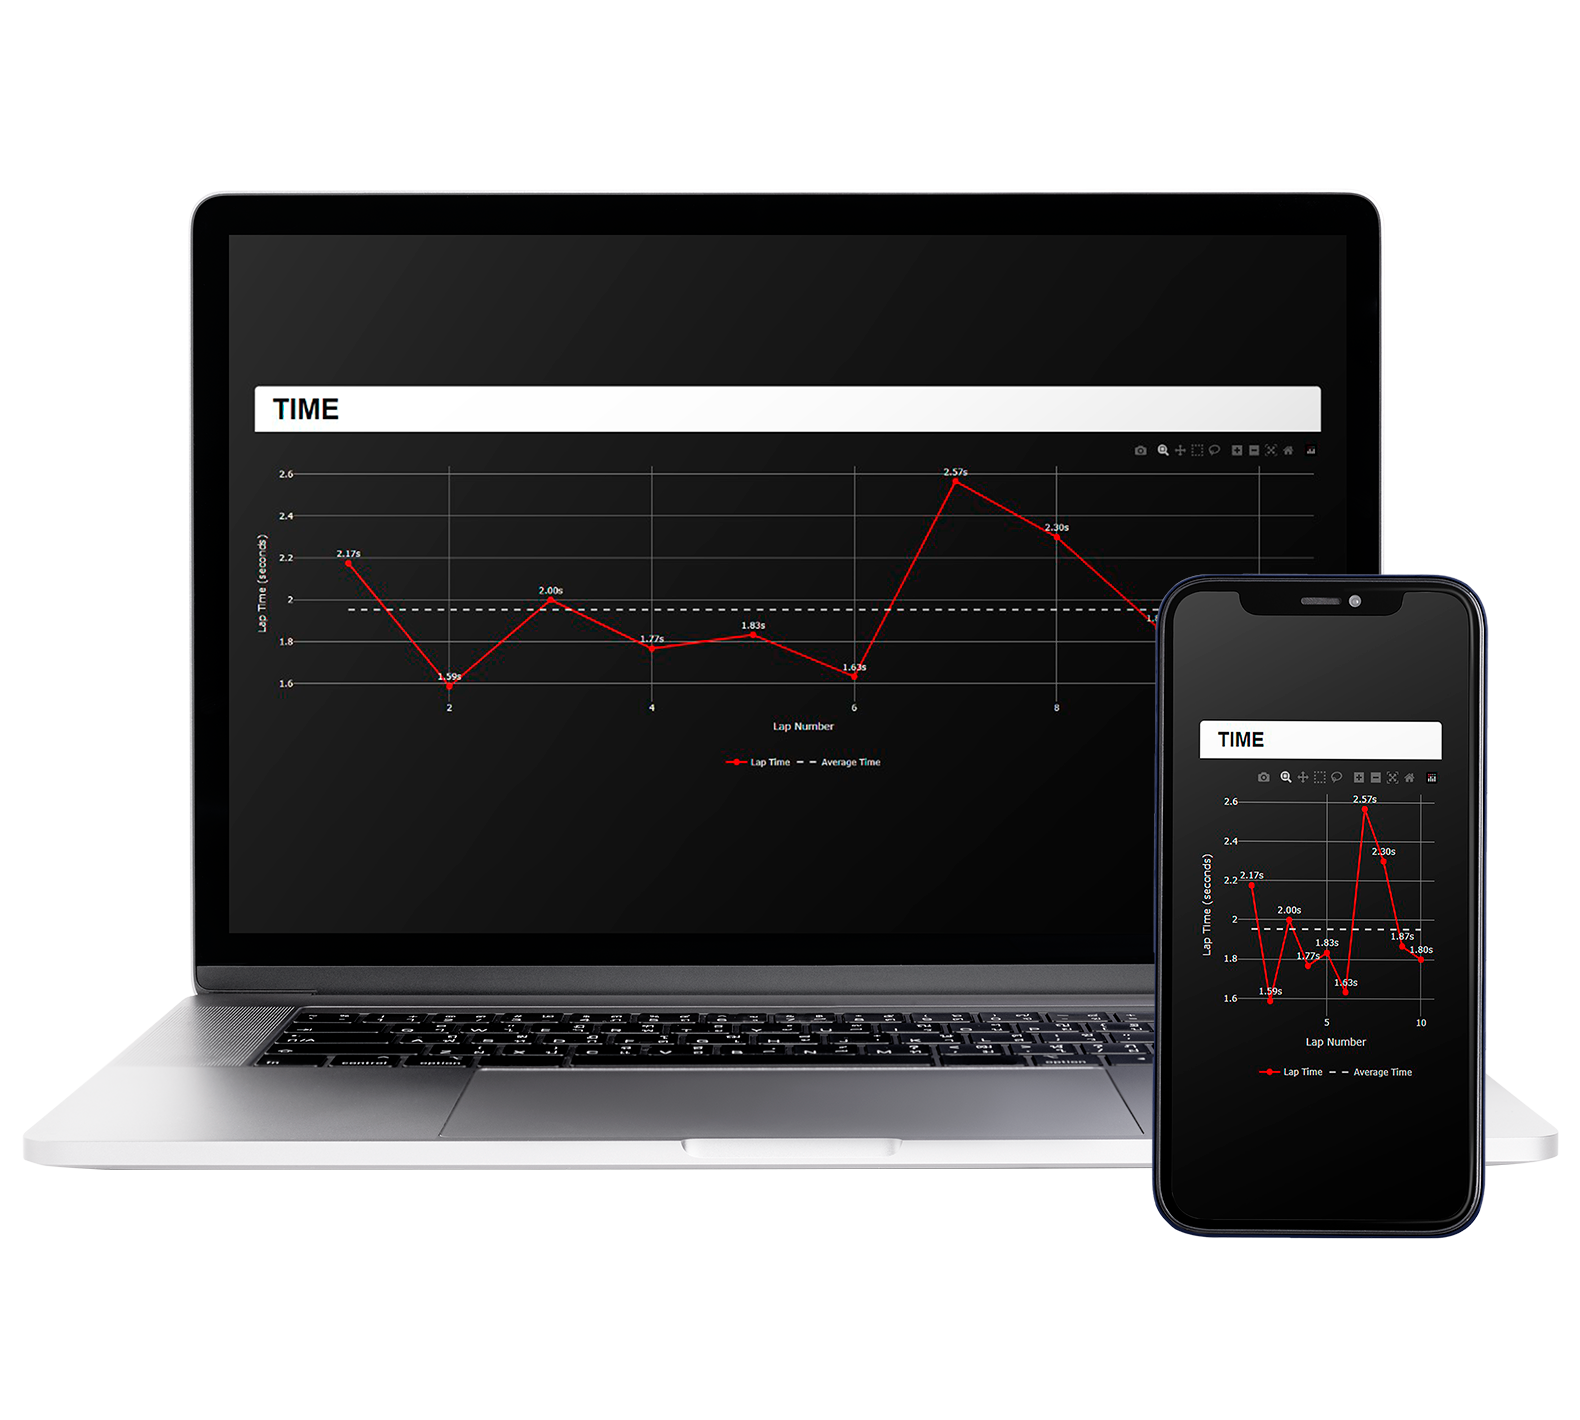 TIME
2.6
2.4
2.2
2
1.8
1.6
Lap Time (seconds)
2.17s
1.59s
2.00s
1.77s
1.83s
1.63s
2.57s
2.30s
2
4
6
8
Lap Number
Lap Time
Average Time
TIME
2.6
2.4
2.2
2
1.8
1.6
Lap Time (seconds)
2.17s
1.59s
2.00s
1.77s
1.83s
1.63s
2.57s
2.30s
1.87s
1.80s
5
10
Lap Number
Lap Time
Average Time
fn
control
option
option